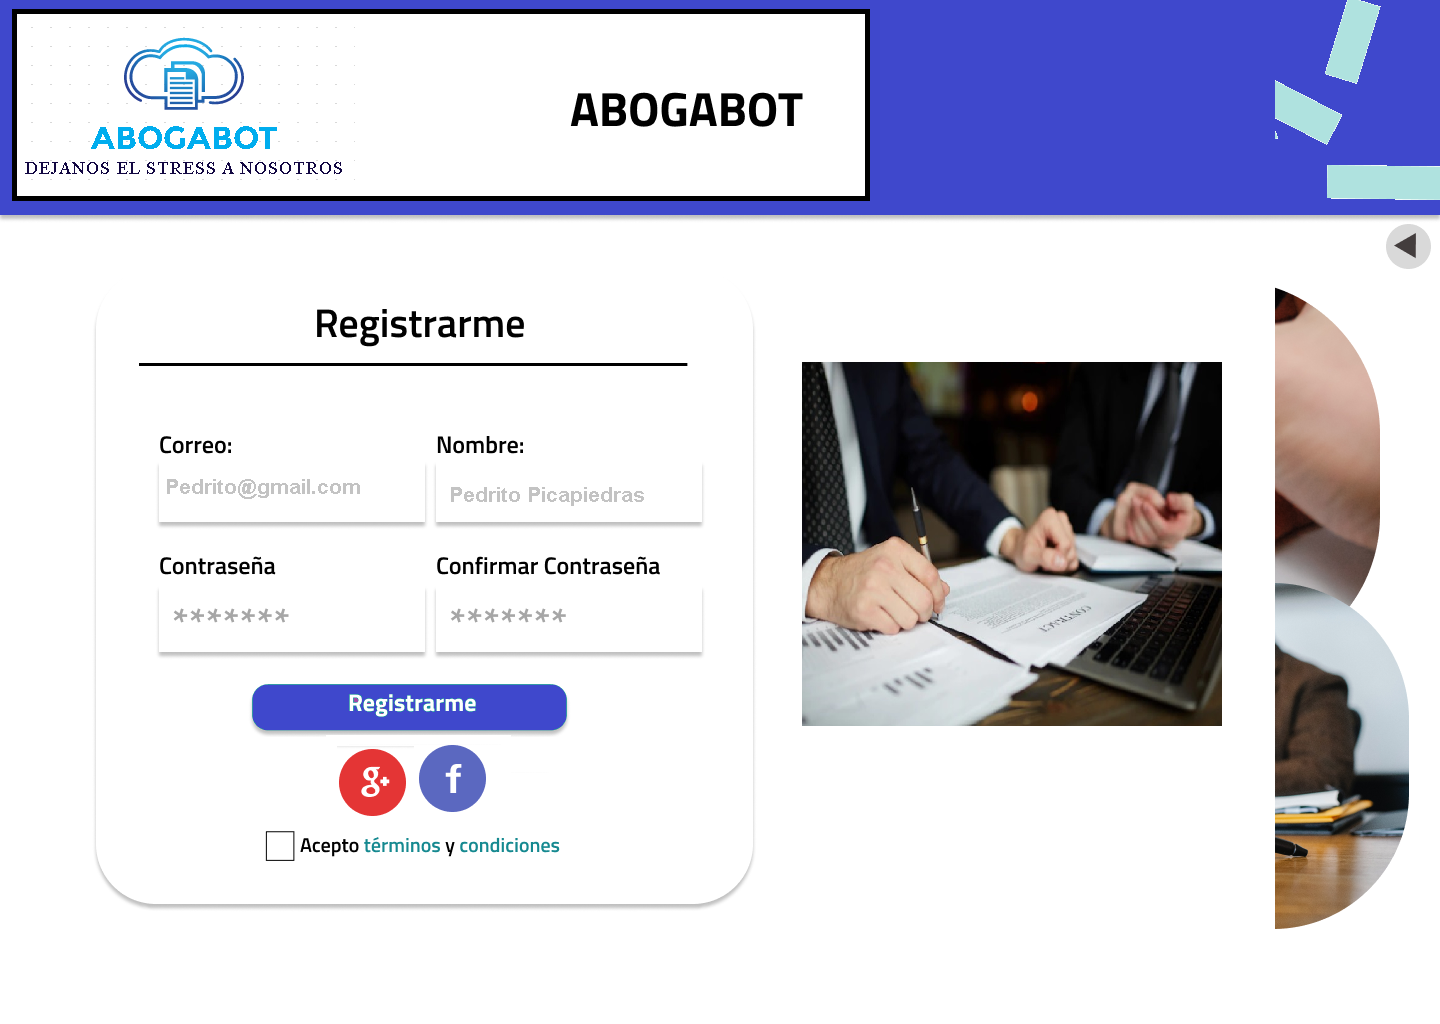 ABOGABOT
DEJANOS EL STRESS A NOSOTROS
ABOGABOT
Registrarme
Correo:
Nombre:
Pedrito@gmail.com
Pedrito Picapiedras
Contraseña
Confirmar Contraseña
*******
*******
Registrarme
g+
f
Acepto términos y condiciones
CONTRACT